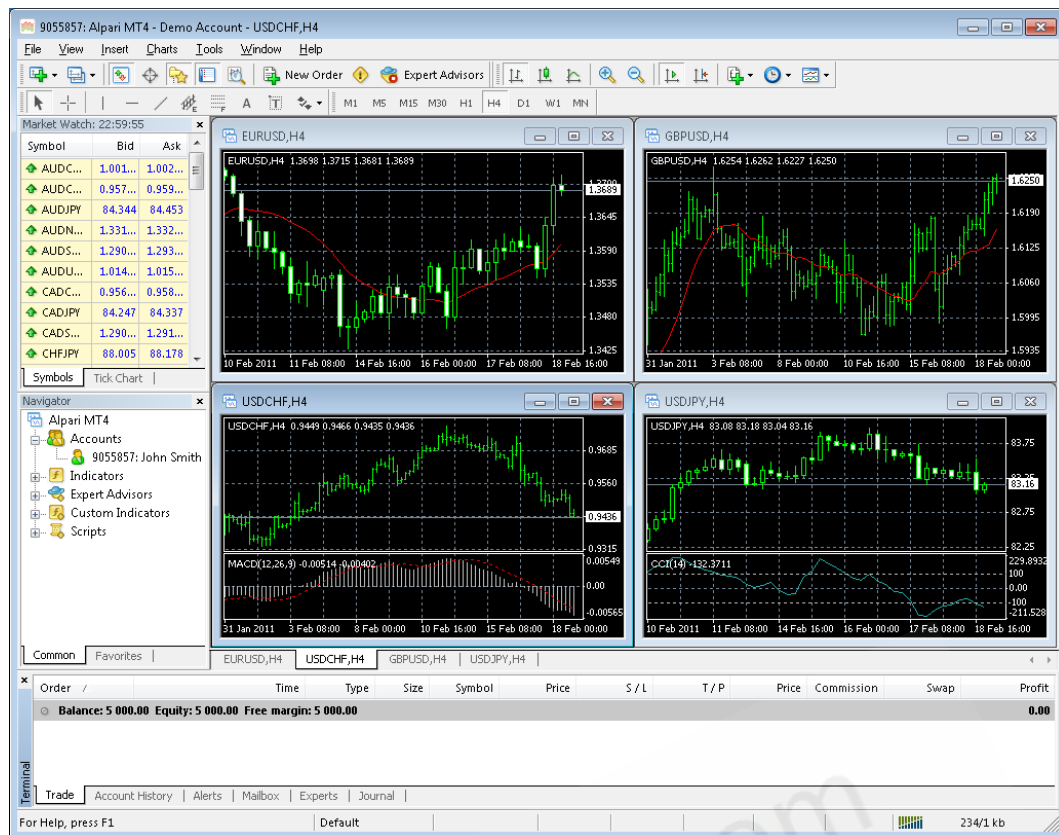 9055857: Alpari MT4 - Demo Account - USDCHF,H4
File View Insert Charts Tools Window Help
New Order Expert Advisors
E F A T M1 M5 M15 M30 H1 H4 D1 W1 MN
Market Watch: 22:59:55
Symbol Bid Ask
AUDC... 1.001... 1.002...
AUDC... 0.957... 0.959...
AUDJPY 84.344 84.453
AUDN... 1.331... 1.332...
AUDS... 1.290... 1.293...
AUDU... 1.014... 1.015...
CADC... 0.956... 0.958...
CADJPY 84.247 84.337
CADS... 1.290... 1.291...
CHFJPY 88.005 88.178
Symbols Tick Chart
Navigator
Alpari MT4
Accounts
9055857: John Smith
Indicators
Expert Advisors
Custom Indicators
Scripts
Common Favorites
EURUSD,H4
EURUSD,H4 1.3698 1.3715 1.3681 1.3689
1.3689
1.3645
1.3590
1.3535
1.3480
1.3425
10 Feb 2011 11 Feb 08:00 14 Feb 16:00 16 Feb 00:00 17 Feb 08:00 18 Feb 16:00
GBPUSD,H4
GBPUSD,H4 1.6254 1.6262 1.6227 1.6250
1.6250
1.6190
1.6125
1.6060
1.5995
1.5935
31 Jan 2011 3 Feb 08:00 8 Feb 00:00 10 Feb 16:00 15 Feb 08:00 18 Feb 00:00
USDCHF,H4
USDCHF,H4 0.9449 0.9466 0.9435 0.9436
0.9685
0.9560
0.9436
0.9315
MACD(12,26,9) -0.00514 -0.00402
0.00549
0.00
-0.00565
31 Jan 2011 3 Feb 08:00 8 Feb 00:00 10 Feb 16:00 15 Feb 08:00 18 Feb 00:00
USDJPY,H4
USDJPY,H4 83.08 83.18 83.04 83.16
83.75
83.16
82.75
82.25
CCI(14) -132.3711
229.8932
100
0.00
-100
-211.528
10 Feb 2011 11 Feb 08:00 14 Feb 16:00 16 Feb 00:00 17 Feb 08:00 18 Feb 16:00
EURUSD,H4 USDCHF,H4 GBPUSD,H4 USDJPY,H4
Order / Time Type Size Symbol Price S / L T / P Price Commission Swap Profit
Balance: 5 000.00 Equity: 5 000.00 Free margin: 5 000.00 0.00
Terminal
Trade Account History Alerts Mailbox Experts Journal
For Help, press F1 Default 234/1 kb